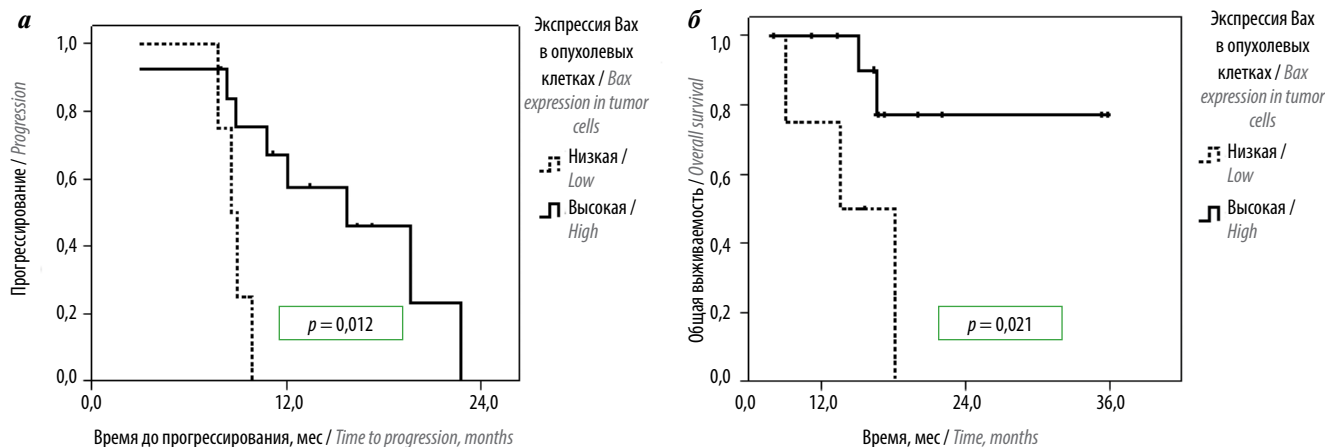 а
Прогрессирование / Progression
1,0
0,8
0,6
0,4
0,2
0,0
0,0
12,0
24,0
Время до прогрессирования, мес / Time to progression, months
p = 0,012
Экспрессия Bax
в опухолевых
клетках / Bax
expression in tumor
cells
Низкая /
Low
Высокая /
High
б
Общая выживаемость / Overall survival
1,0
0,8
0,6
0,4
0,2
0,0
0,0
12,0
24,0
36,0
Время, мес / Time, months
p = 0,021
Экспрессия Bax
в опухолевых
клетках / Bax
expression in tumor
cells
Низкая /
Low
Высокая /
High